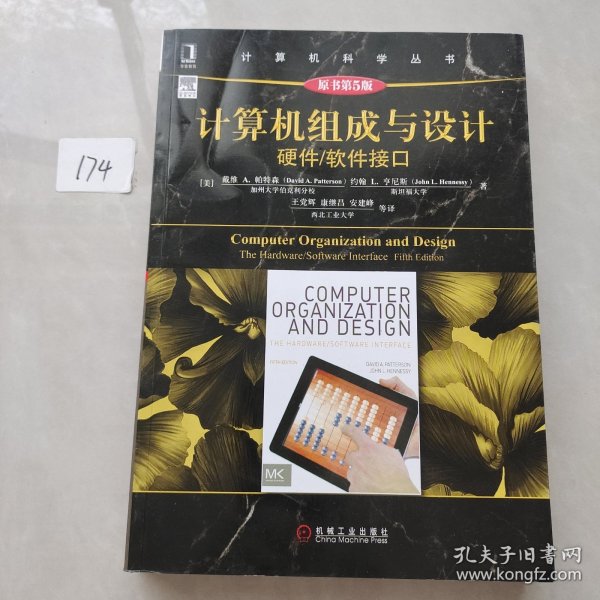 计算机科学丛书
原书第5版
计算机组成与设计
硬件/软件接口
[美] 戴维 A. 帕特森 (David A. Patterson) 约翰 L. 亨尼斯 (John L. Hennessy) 著
加州大学伯克利分校 斯坦福大学
王党辉 康继昌 安建峰 等译
西北工业大学
Computer Organization and Design
The Hardware/Software Interface Fifth Edition
174
COMPUTER
ORGANIZATION
AND DESIGN
THE HARDWARE/SOFTWARE INTERFACE
FIFTH EDITION
DAVID A. PATTERSON
JOHN L. HENNESSY
MK
机械工业出版社
China Machine Press
孔夫子旧书网
www.kongfz.com